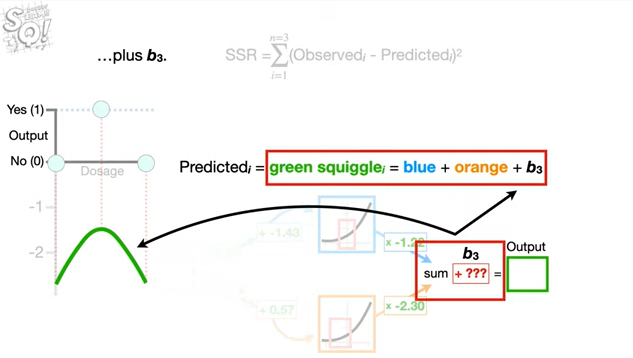 StatQuest!
…plus b₃.
n=3
SSR = ∑(Observedᵢ - Predictedᵢ)²
i=1
Yes (1)
Output
No (0)
Dosage
-1
-2
Predictedᵢ = green squiggleᵢ = blue + orange + b₃
+ -1.43
x -1.22
b₃
Output
sum + ??? =
+ 0.57
x -2.30